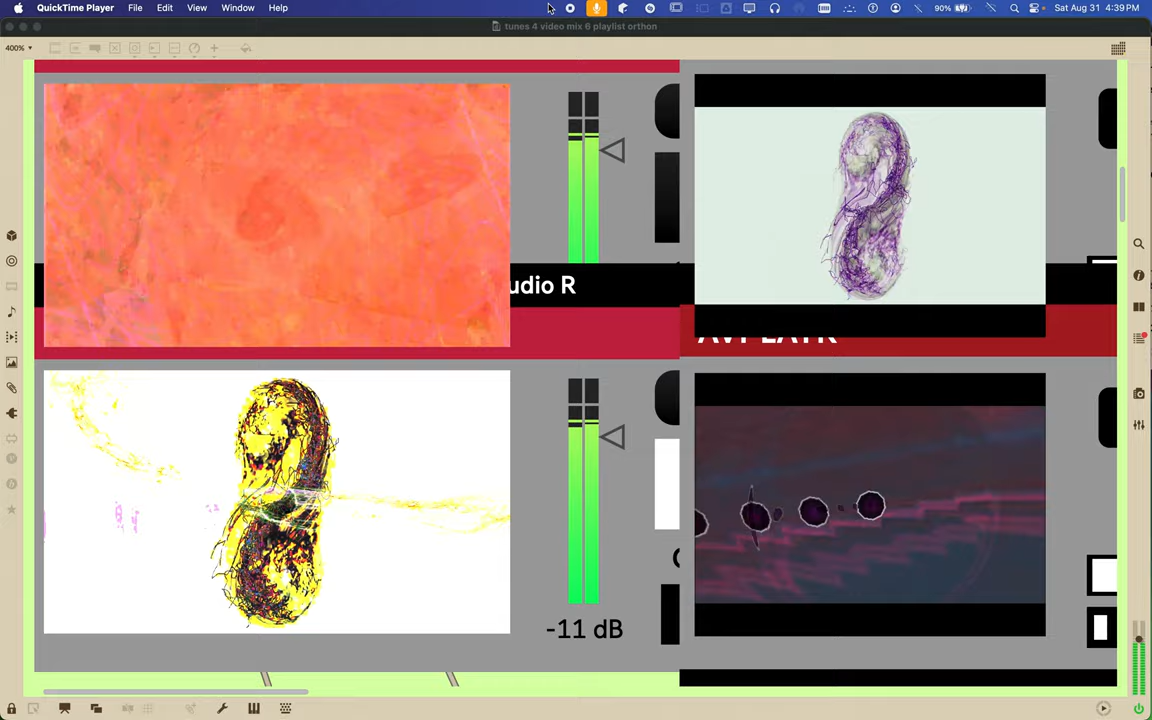 QuickTime Player File Edit View Window Help 90% Sat Aug 31 4:39 PM
tunes 4 video mix 6 playlist orthon
400%
udio R
AVPLAYR
-11 dB